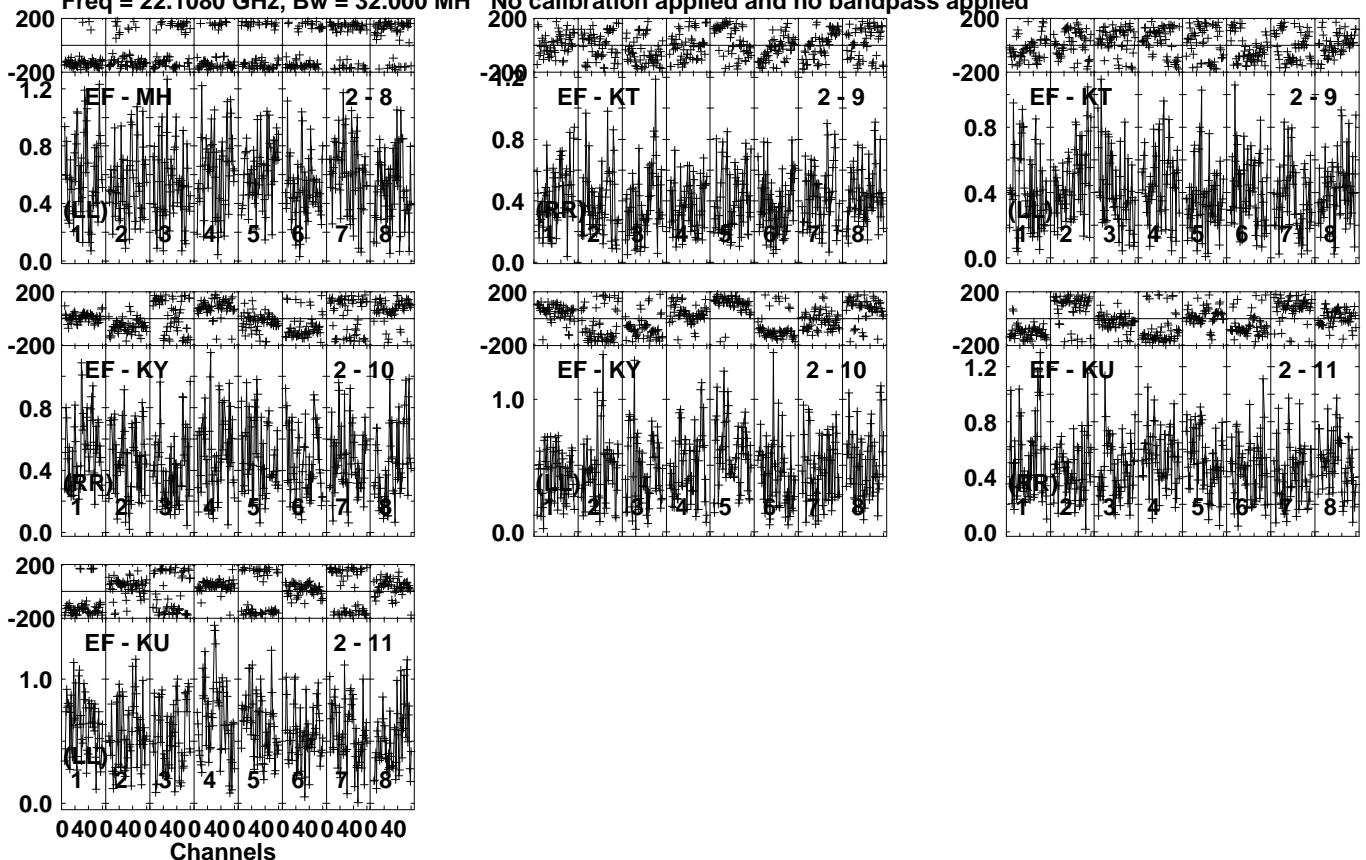 Freq = 22.1080 GHz, Bw = 32.000 MH No calibration applied and no bandpass applied
200
-200
1.2
0.8
0.4
0.0
EF - MH 2 - 8
(LL)
1 2 3 4 5 6 7 8
200
-200
1.2
0.8
0.4
0.0
EF - KT 2 - 9
(RR)
1 2 3 4 5 6 7 8
200
-200
0.8
0.4
0.0
EF - KT 2 - 9
(LL)
1 2 3 4 5 6 7 8
200
-200
0.8
0.4
0.0
EF - KY 2 - 10
(RR)
1 2 3 4 5 6 7 8
200
-200
1.0
0.0
EF - KY 2 - 10
(LL)
1 2 3 4 5 6 7 8
200
-200
1.2
0.8
0.4
0.0
EF - KU 2 - 11
(RR)
1 2 3 4 5 6 7 8
200
-200
1.0
0.0
EF - KU 2 - 11
(LL)
1 2 3 4 5 6 7 8
0 40 0 40 0 40 0 40 0 40 0 40 0 40 0 40
Channels